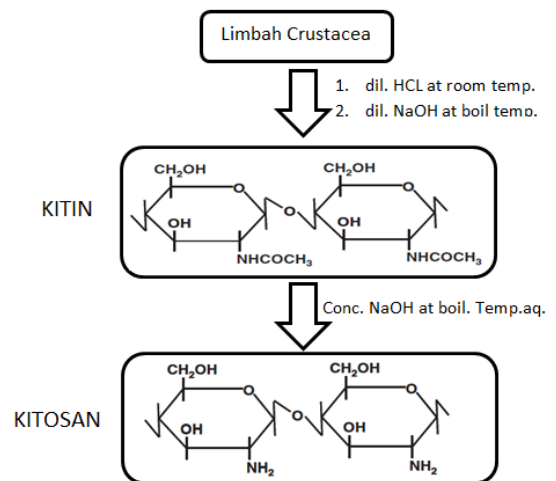 Limbah Crustacea
1. dil. HCL at room temp.
2. dil. NaOH at boil temp.
KITIN
CH₂OH
O
OH
NHCOCH₃
O
CH₂OH
O
OH
NHCOCH₃
Conc. NaOH at boil. Temp.aq.
KITOSAN
CH₂OH
O
OH
NH₂
O
CH₂OH
O
OH
NH₂